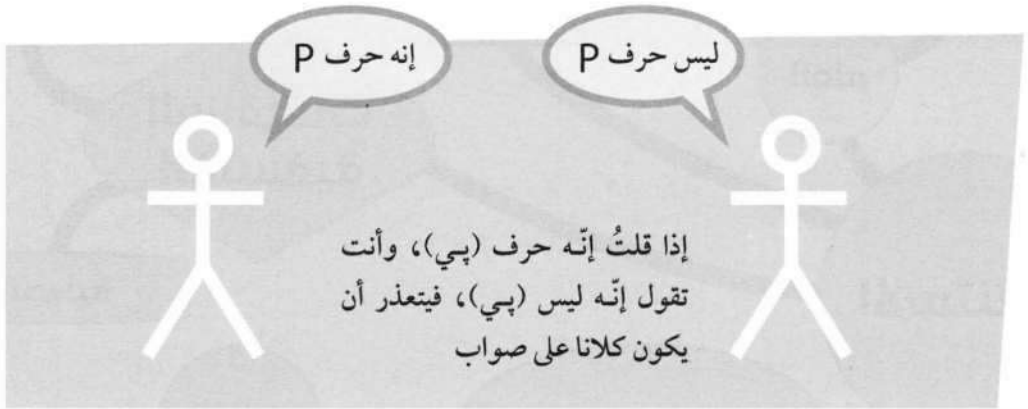 ليس حرف P
إنه حرف P
إذا قلتُ إنّه حرف (پي)، وأنت
تقول إنّه ليس (پي)، فيتعذر أن
يكون كلانا على صواب